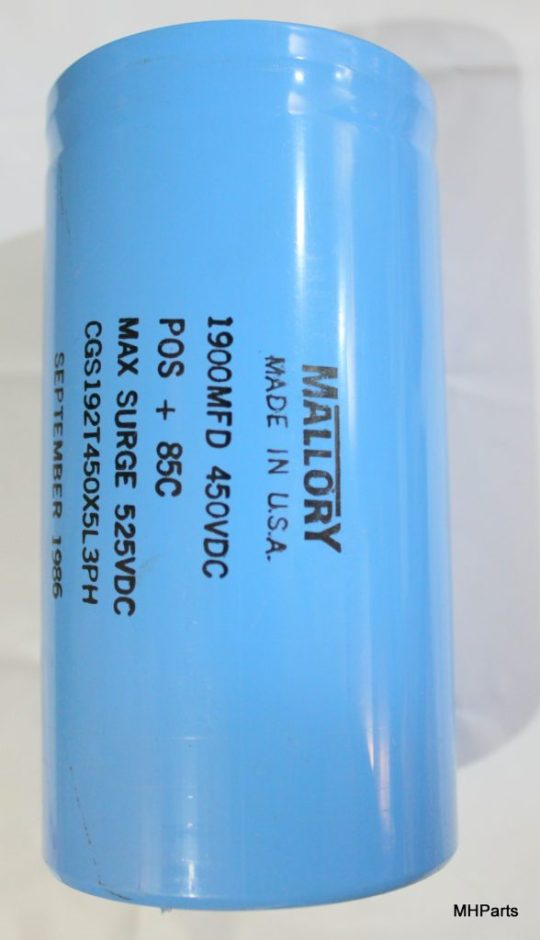 MALLORY
MADE IN U.S.A.
1900MFD 450VDC
POS + 85C
MAX SURGE 525VDC
CGS192T450X5L3PH
SEPTEMBER 1986
MHParts